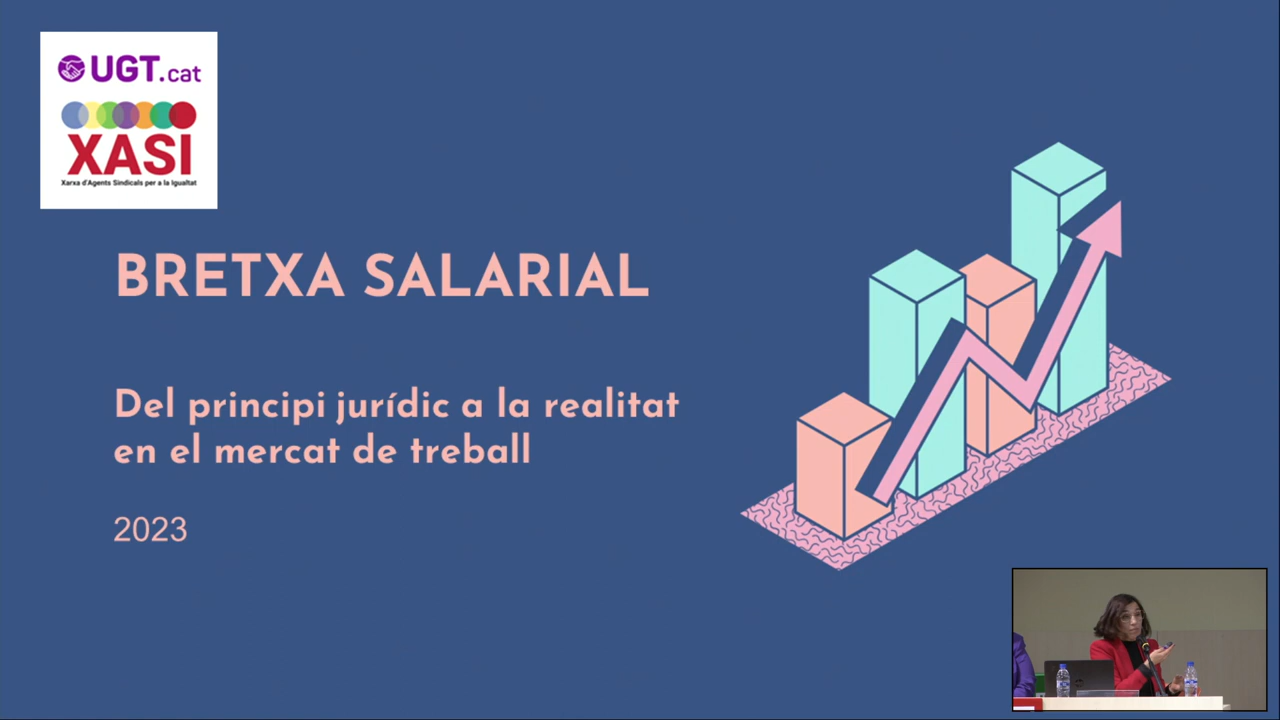 UGT.cat
XASI
Xarxa d'Agents Sindicals per a la Igualtat
BRETXA SALARIAL
Del principi jurídic a la realitat
en el mercat de treball
2023